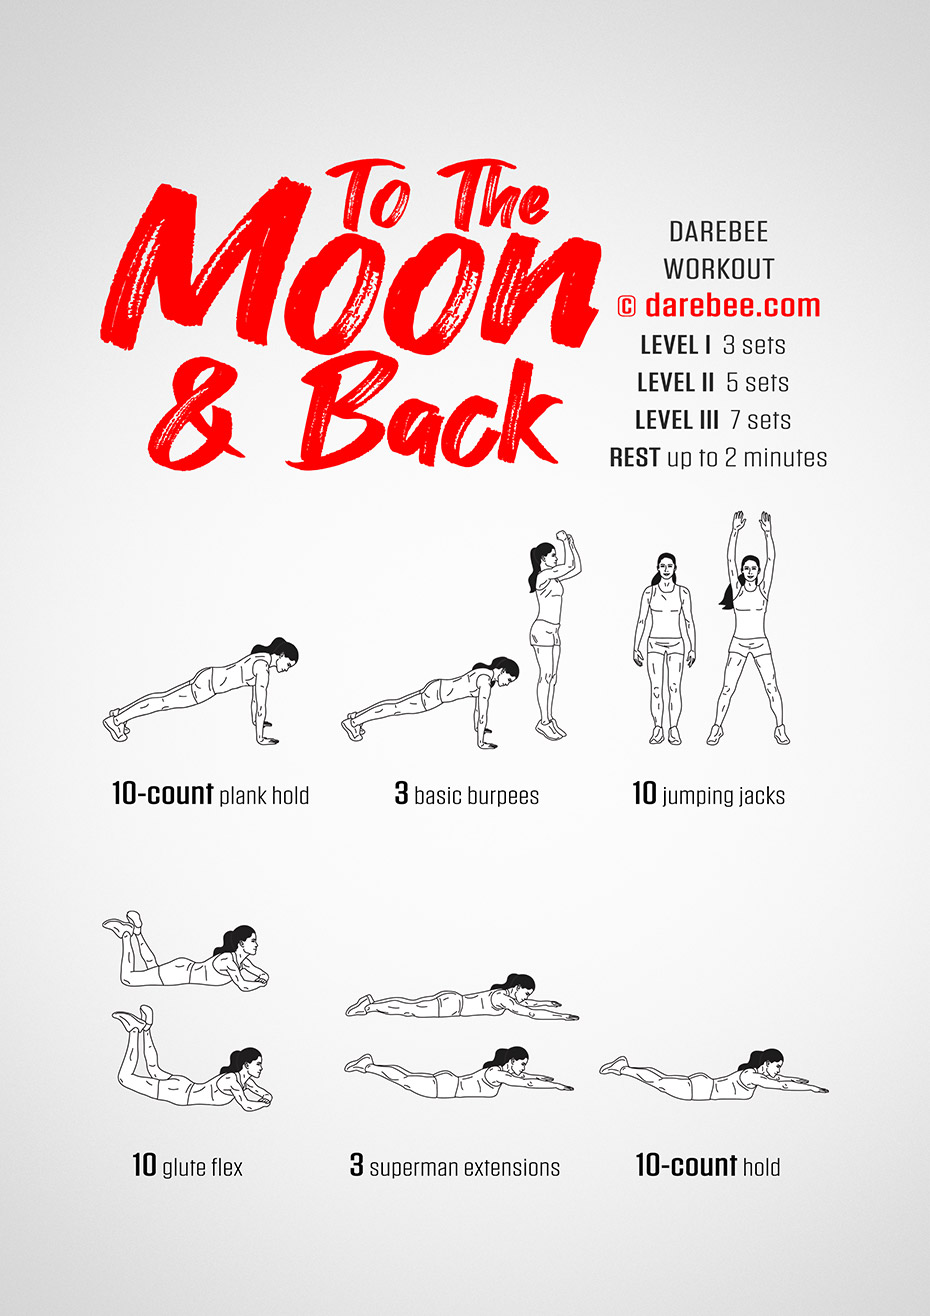 To The
Moon
& Back
DAREBEE
WORKOUT
© darebee.com
LEVEL I 3 sets
LEVEL II 5 sets
LEVEL III 7 sets
REST up to 2 minutes
10-count plank hold
3 basic burpees
10 jumping jacks
10 glute flex
3 superman extensions
10-count hold